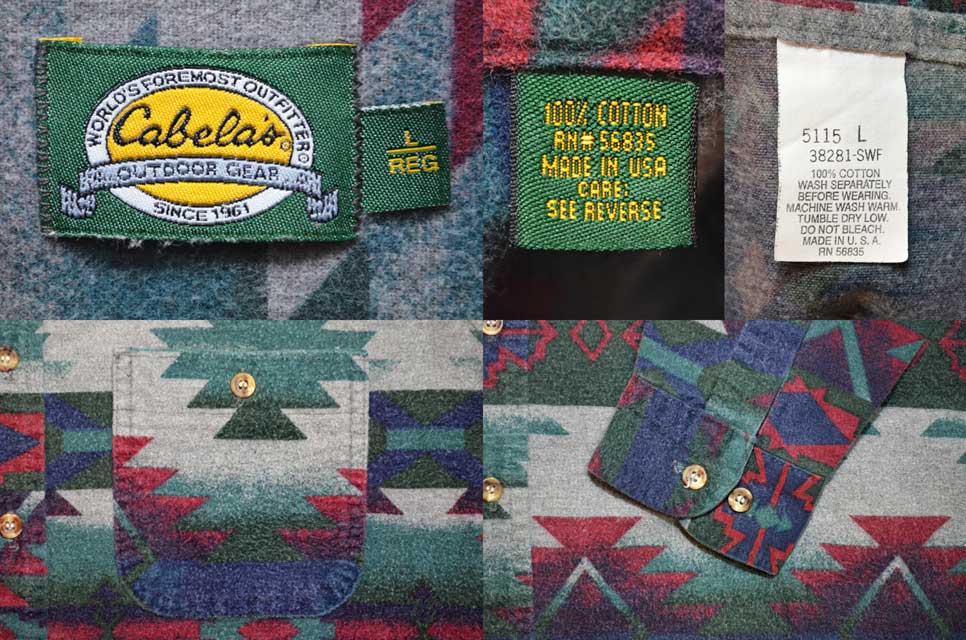 WORLD'S FOREMOST OUTFITTER®
Cabela's®
OUTDOOR GEAR
SINCE 1961
L
REG
100% COTTON
RN# 56835
MADE IN USA
CARE:
SEE REVERSE
5115 L
38281-SWF
100% COTTON
WASH SEPARATELY
BEFORE WEARING.
MACHINE WASH WARM.
TUMBLE DRY LOW.
DO NOT BLEACH.
MADE IN U. S. A.
RN 56835